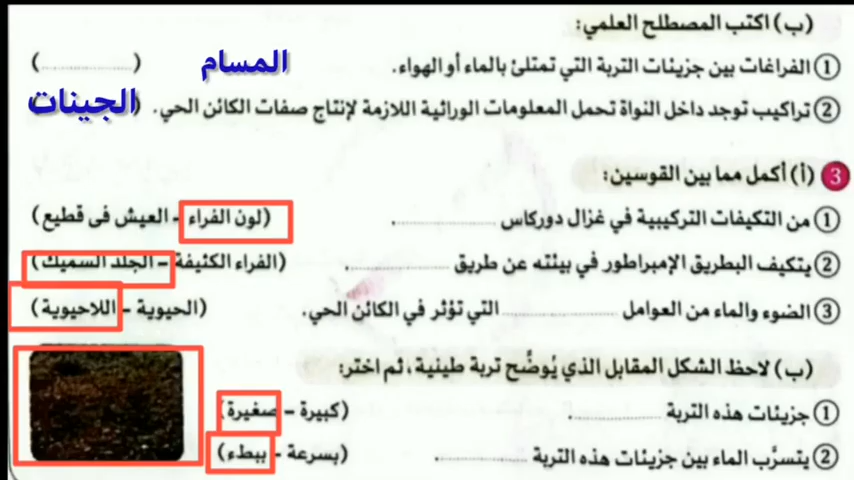 (ب) اكتب المصطلح العلمي:
① الفراغات بين جزيئات التربة التي تمتلئ بالماء أو الهواء. المسام (..............)
② تراكيب توجد داخل النواة تحمل المعلومات الوراثية اللازمة لإنتاج صفات الكائن الحي. الجينات
3 (أ) أكمل مما بين القوسين:
① من التكيفات التركيبية في غزال دوركاس .............. (لون الفراء - العيش فى قطيع)
② يتكيف البطريق الإمبراطور في بيئته عن طريق .............. (الفراء الكثيفة - الجلد السميك)
③ الضوء والماء من العوامل .............. التي تؤثر في الكائن الحي. (الحيوية - اللاحيوية)
(ب) لاحظ الشكل المقابل الذي يُوضِّح تربة طينية، ثم اختر:
① جزيئات هذه التربة .............. (كبيرة - صغيرة)
② يتسرَّب الماء بين جزيئات هذه التربة .............. (بسرعة - ببطء)